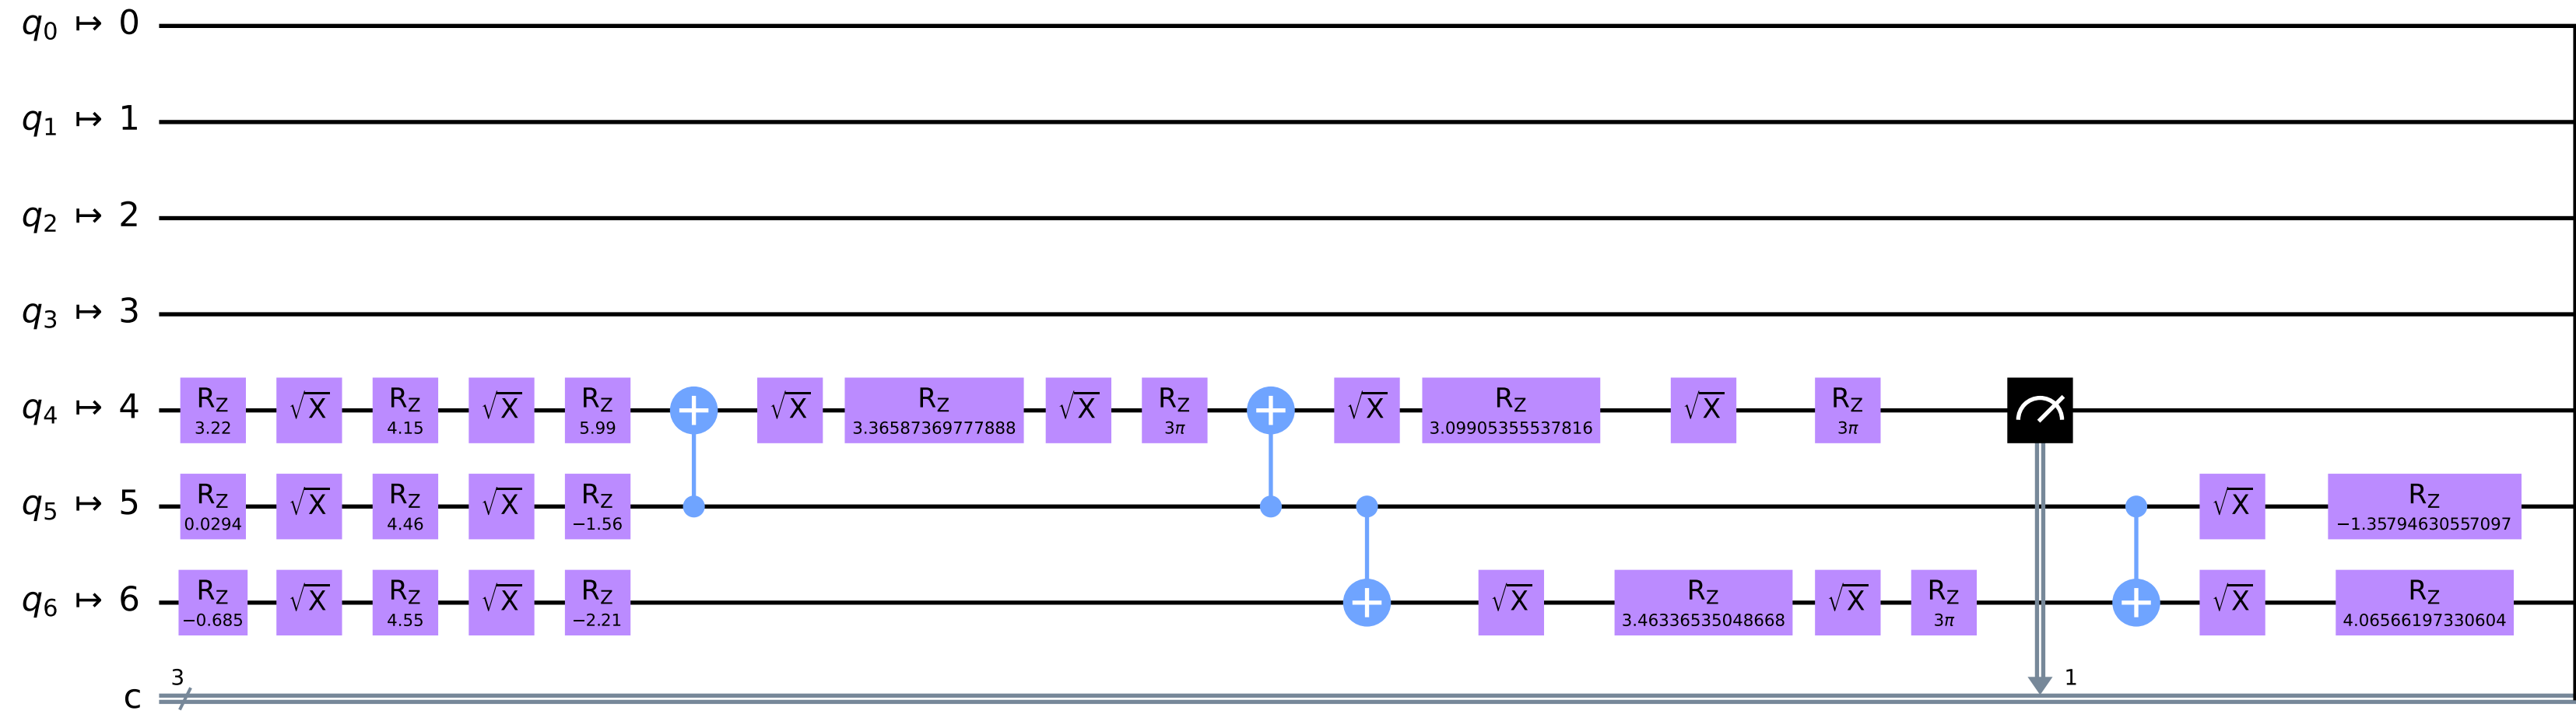 q0 ↦ 0
q1 ↦ 1
q2 ↦ 2
q3 ↦ 3
q4 ↦ 4 RZ √X RZ √X RZ √X RZ √X RZ √X RZ √X RZ
3.22 4.15 5.99 3.36587369777888 3π 3.09905355537816 3π
q5 ↦ 5 RZ √X RZ √X RZ √X RZ
0.0294 4.46 −1.56 −1.35794630557097
q6 ↦ 6 RZ √X RZ √X RZ √X RZ √X RZ √X RZ
−0.685 4.55 −2.21 3.46336535048668 3π 4.06566197330604
3 1
c